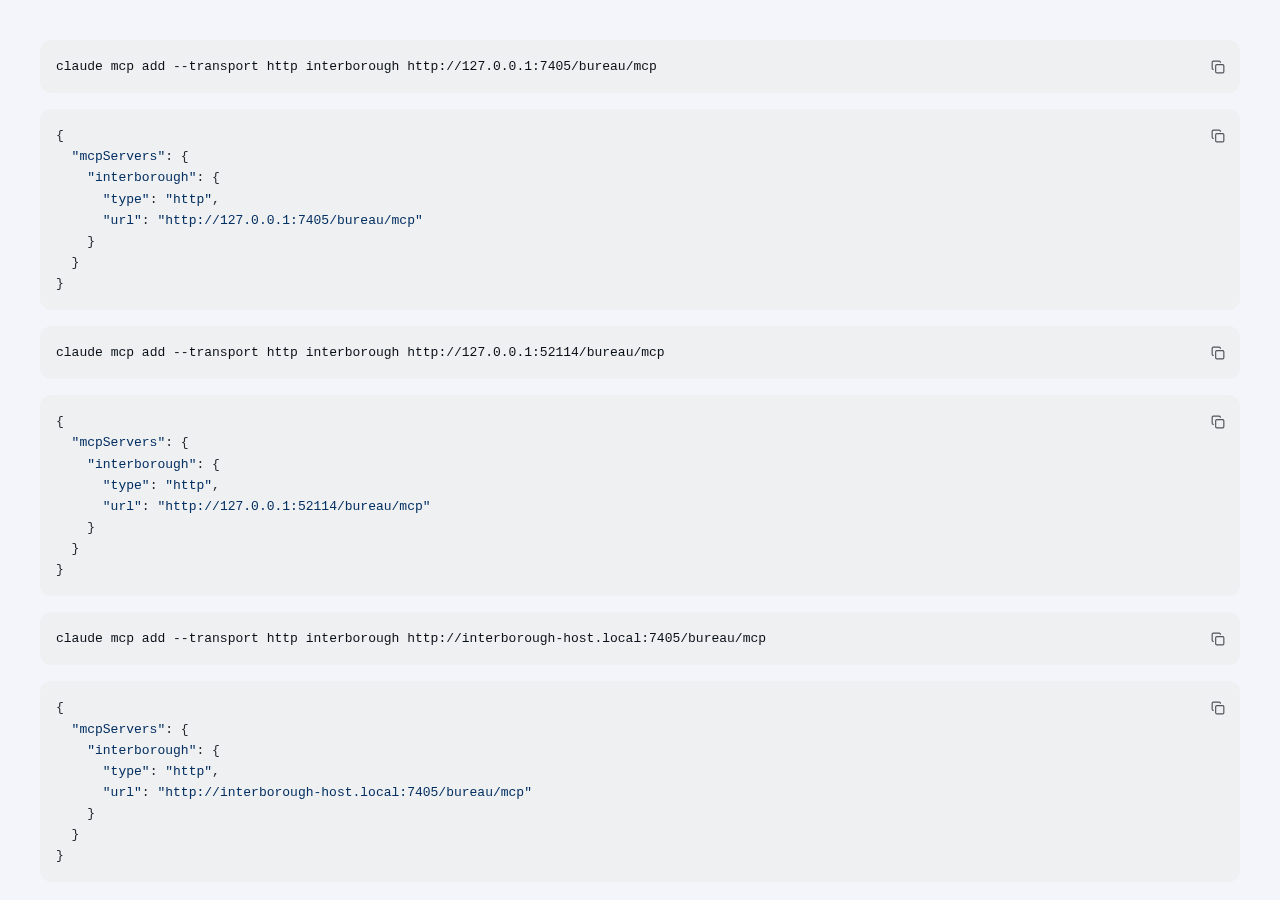 claude mcp add --transport http interborough http://127.0.0.1:7405/bureau/mcp
{
  "mcpServers": {
    "interborough": {
      "type": "http",
      "url": "http://127.0.0.1:7405/bureau/mcp"
    }
  }
}
claude mcp add --transport http interborough http://127.0.0.1:52114/bureau/mcp
{
  "mcpServers": {
    "interborough": {
      "type": "http",
      "url": "http://127.0.0.1:52114/bureau/mcp"
    }
  }
}
claude mcp add --transport http interborough http://interborough-host.local:7405/bureau/mcp
{
  "mcpServers": {
    "interborough": {
      "type": "http",
      "url": "http://interborough-host.local:7405/bureau/mcp"
    }
  }
}